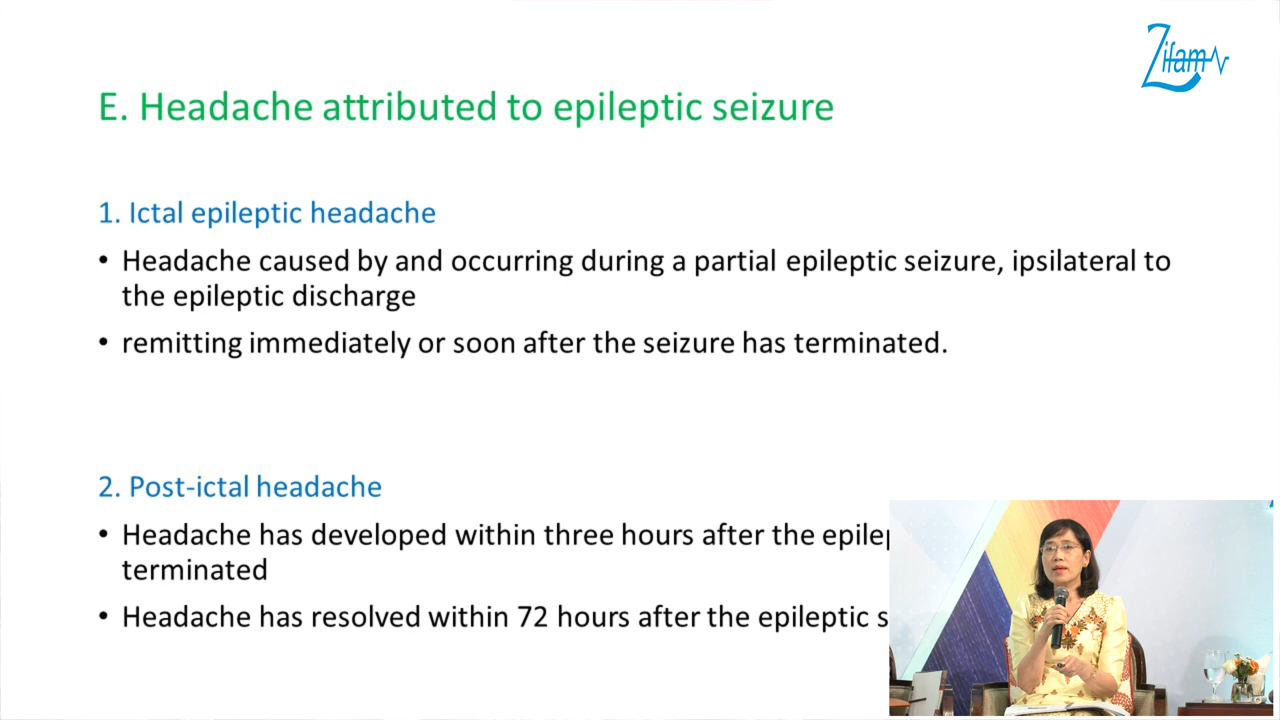 Zifam
E. Headache attributed to epileptic seizure
1. Ictal epileptic headache
• Headache caused by and occurring during a partial epileptic seizure, ipsilateral to
the epileptic discharge
• remitting immediately or soon after the seizure has terminated.
2. Post-ictal headache
• Headache has developed within three hours after the epilep
terminated
• Headache has resolved within 72 hours after the epileptic s